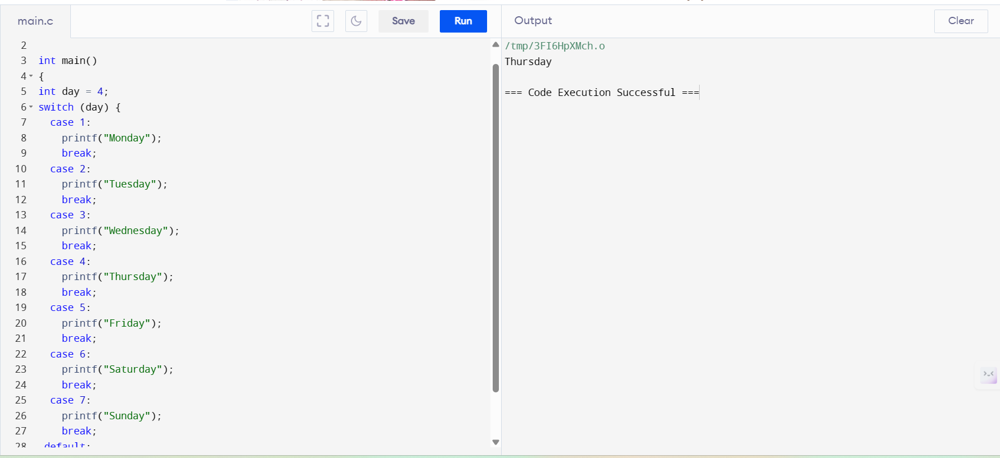 main.c
Save
Run
Output
Clear
2
3 int main()
4 {
5 int day = 4;
6 switch (day) {
7 case 1:
8 printf("Monday");
9 break;
10 case 2:
11 printf("Tuesday");
12 break;
13 case 3:
14 printf("Wednesday");
15 break;
16 case 4:
17 printf("Thursday");
18 break;
19 case 5:
20 printf("Friday");
21 break;
22 case 6:
23 printf("Saturday");
24 break;
25 case 7:
26 printf("Sunday");
27 break;
28 default:
/tmp/3FI6HpXMch.o
Thursday
=== Code Execution Successful ===